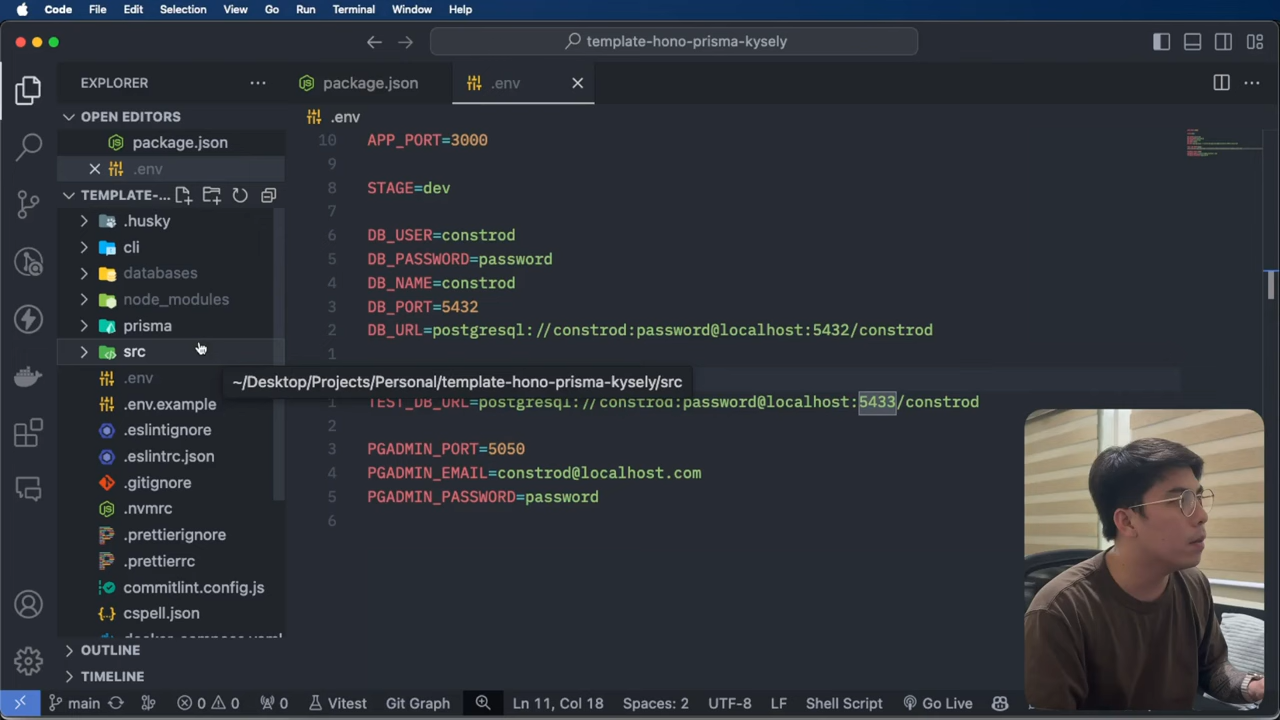 Code File Edit Selection View Go Run Terminal Window Help
template-hono-prisma-kysely
EXPLORER
package.json
.env
OPEN EDITORS
package.json
.env
TEMPLATE-...
.husky
cli
databases
node_modules
prisma
src
.env
.env.example
.eslintignore
.eslintrc.json
.gitignore
.nvmrc
.prettierignore
.prettierrc
commitlint.config.js
cspell.json
docker-compose.yaml
OUTLINE
TIMELINE
.env
10 APP_PORT=3000
9
8 STAGE=dev
7
6 DB_USER=constrod
5 DB_PASSWORD=password
4 DB_NAME=constrod
3 DB_PORT=5432
2 DB_URL=postgresql://constrod:password@localhost:5432/constrod
1
~/Desktop/Projects/Personal/template-hono-prisma-kysely/src
1 TEST_DB_URL=postgresql://constrod:password@localhost:5433/constrod
2
3 PGADMIN_PORT=5050
4 PGADMIN_EMAIL=constrod@localhost.com
5 PGADMIN_PASSWORD=password
6
main 0 0 0 Vitest Git Graph Ln 11, Col 18 Spaces: 2 UTF-8 LF Shell Script Go Live